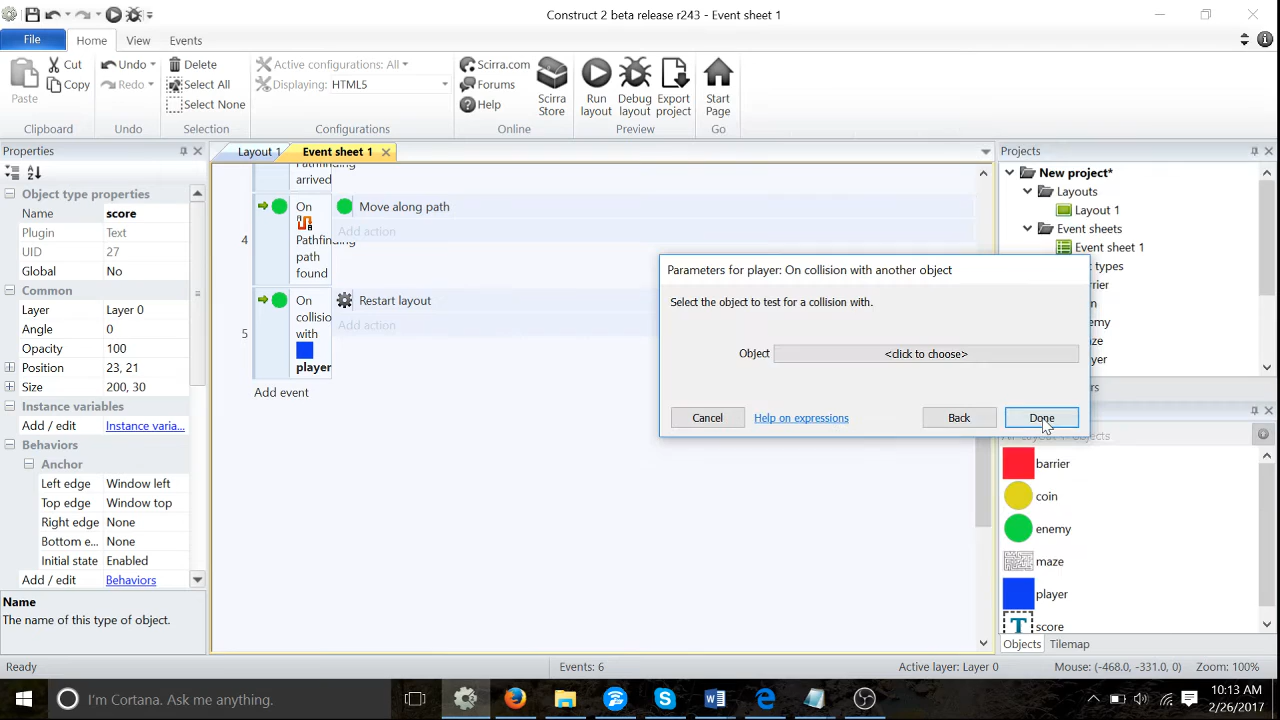 Construct 2 beta release r243 - Event sheet 1
File
Home
View
Events
Cut
Copy
Paste
Clipboard
Undo
Redo
Undo
Delete
Select All
Select None
Selection
Active configurations: All
Displaying: HTML5
Configurations
Scirra.com
Forums
Help
Scirra Store
Online
Run layout
Debug layout
Export project
Preview
Start Page
Go
Properties
Object type properties
Name score
Plugin Text
UID 27
Global No
Common
Layer Layer 0
Angle 0
Opacity 100
Position 23, 21
Size 200, 30
Instance variables
Add / edit Instance varia...
Behaviors
Anchor
Left edge Window left
Top edge Window top
Right edge None
Bottom e... None
Initial state Enabled
Add / edit Behaviors
Name
The name of this type of object.
Layout 1
Event sheet 1
Pathfinding
arrived
4
On
Pathfinding
path
found
Move along path
Add action
5
On
collision
with
player
Restart layout
Add action
Add event
Parameters for player: On collision with another object
Select the object to test for a collision with.
Object <click to choose>
Cancel
Help on expressions
Back
Done
Projects
New project*
Layouts
Layout 1
Event sheets
Event sheet 1
barrier
coin
enemy
maze
player
score
Objects
Tilemap
Ready
Events: 6
Active layer: Layer 0
Mouse: (-468.0, -331.0, 0)
Zoom: 100%
I'm Cortana. Ask me anything.
10:13 AM
2/26/2017